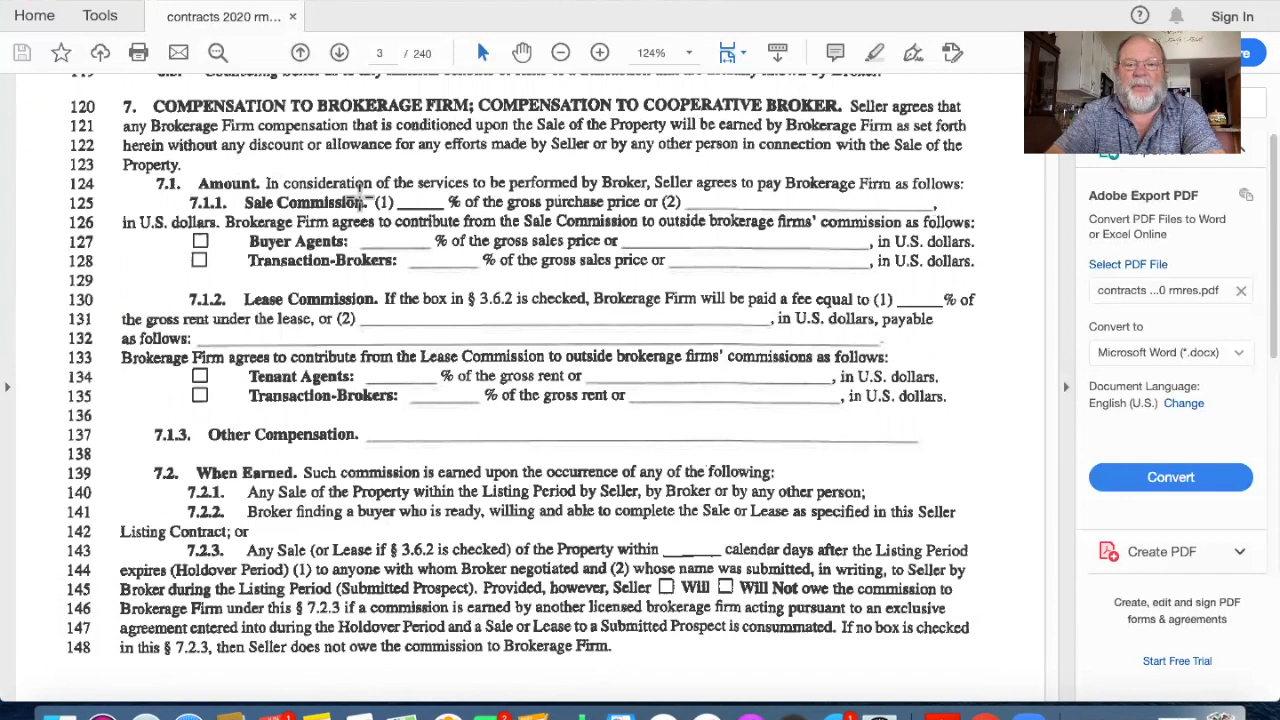 Home Tools contracts 2020 rm... × Sign In
3 / 240 124%
120 7. COMPENSATION TO BROKERAGE FIRM; COMPENSATION TO COOPERATIVE BROKER. Seller agrees that
121 any Brokerage Firm compensation that is conditioned upon the Sale of the Property will be earned by Brokerage Firm as set forth
122 herein without any discount or allowance for any efforts made by Seller or by any other person in connection with the Sale of the
123 Property.
124 7.1. Amount. In consideration of the services to be performed by Broker, Seller agrees to pay Brokerage Firm as follows:
125 7.1.1. Sale Commission. (1) ______ % of the gross purchase price or (2) ______________________________,
126 in U.S. dollars. Brokerage Firm agrees to contribute from the Sale Commission to outside brokerage firms' commission as follows:
127 ☐ Buyer Agents: _________ % of the gross sales price or ______________________________, in U.S. dollars.
128 ☐ Transaction-Brokers: _________ % of the gross sales price or ________________________, in U.S. dollars.
129
130 7.1.2. Lease Commission. If the box in § 3.6.2 is checked, Brokerage Firm will be paid a fee equal to (1) ______% of
131 the gross rent under the lease, or (2) ______________________________, in U.S. dollars, payable
132 as follows: ______________________________.
133 Brokerage Firm agrees to contribute from the Lease Commission to outside brokerage firms' commissions as follows:
134 ☐ Tenant Agents: _________ % of the gross rent or ______________________________, in U.S. dollars.
135 ☐ Transaction-Brokers: _________ % of the gross rent or ________________________, in U.S. dollars.
136
137 7.1.3. Other Compensation. ______________________________
138
139 7.2. When Earned. Such commission is earned upon the occurrence of any of the following:
140 7.2.1. Any Sale of the Property within the Listing Period by Seller, by Broker or by any other person;
141 7.2.2. Broker finding a buyer who is ready, willing and able to complete the Sale or Lease as specified in this Seller
142 Listing Contract; or
143 7.2.3. Any Sale (or Lease if § 3.6.2 is checked) of the Property within _______ calendar days after the Listing Period
144 expires (Holdover Period) (1) to anyone with whom Broker negotiated and (2) whose name was submitted, in writing, to Seller by
145 Broker during the Listing Period (Submitted Prospect). Provided, however, Seller ☐ Will ☐ Will Not owe the commission to
146 Brokerage Firm under this § 7.2.3 if a commission is earned by another licensed brokerage firm acting pursuant to an exclusive
147 agreement entered into during the Holdover Period and a Sale or Lease to a Submitted Prospect is consummated. If no box is checked
148 in this § 7.2.3, then Seller does not owe the commission to Brokerage Firm.
Adobe Export PDF
Convert PDF Files to Word
or Excel Online
Select PDF File
contracts ...0 rmres.pdf ×
Convert to
Microsoft Word (*.docx)
Document Language:
English (U.S.) Change
Convert
Create PDF
Create, edit and sign PDF
forms & agreements
Start Free Trial